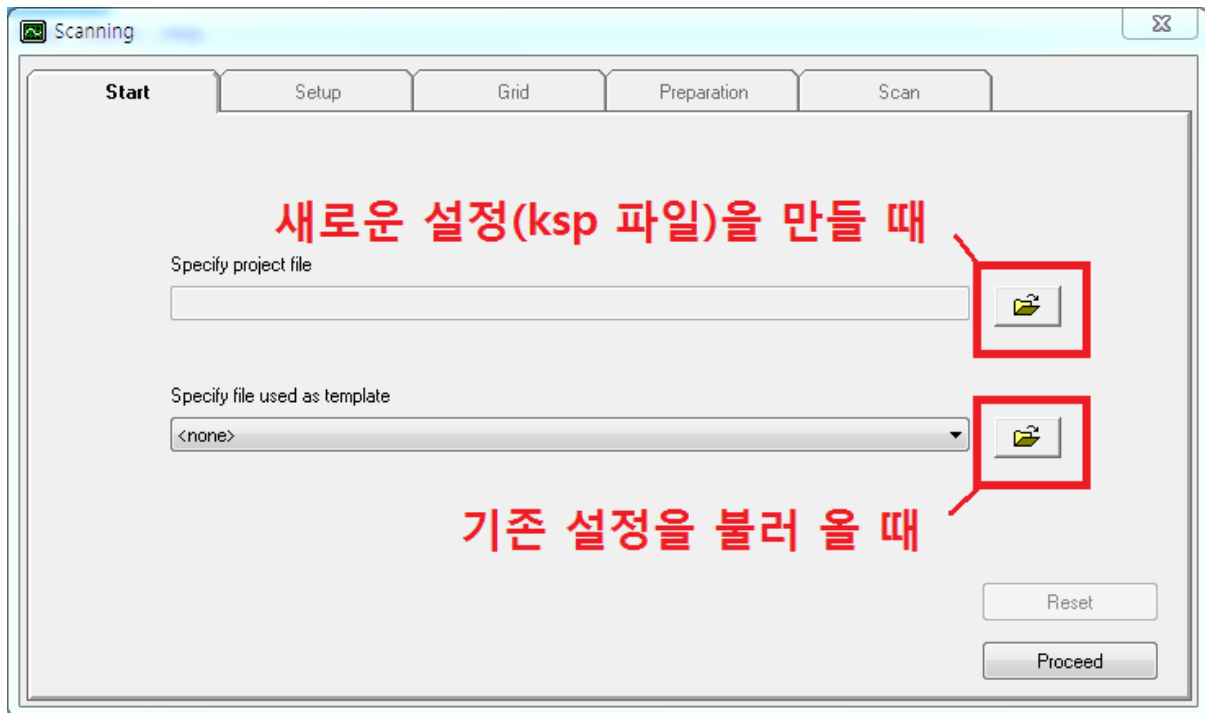 Scanning
Start Setup Grid Preparation Scan
새로운 설정(ksp 파일)을 만들 때
Specify project file
Specify file used as template
<none>
기존 설정을 불러 올 때
Reset
Proceed